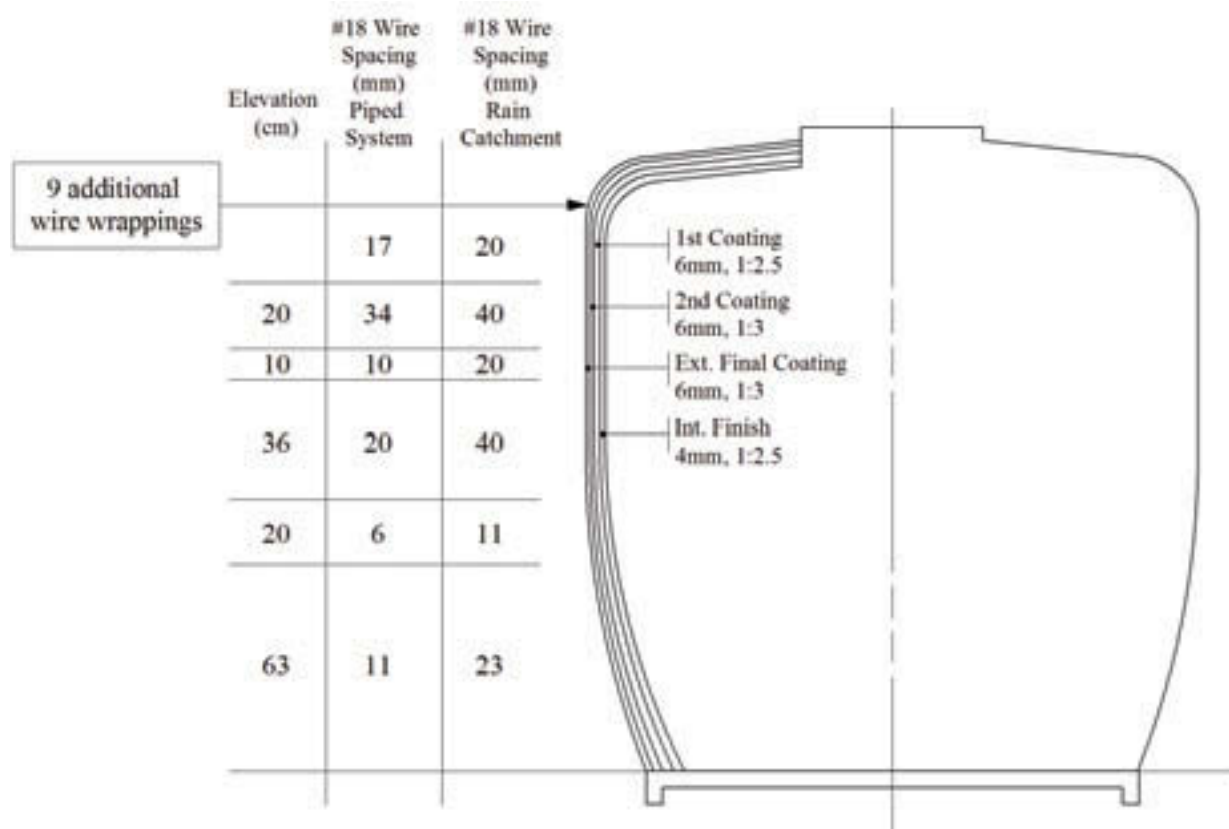 Elevation
(cm)
#18 Wire
Spacing
(mm)
Piped
System
#18 Wire
Spacing
(mm)
Rain
Catchment
9 additional
wire wrappings
17 20
20 34 40
10 10 20
36 20 40
20 6 11
63 11 23
1st Coating
6mm, 1:2.5
2nd Coating
6mm, 1:3
Ext. Final Coating
6mm, 1:3
Int. Finish
4mm, 1:2.5